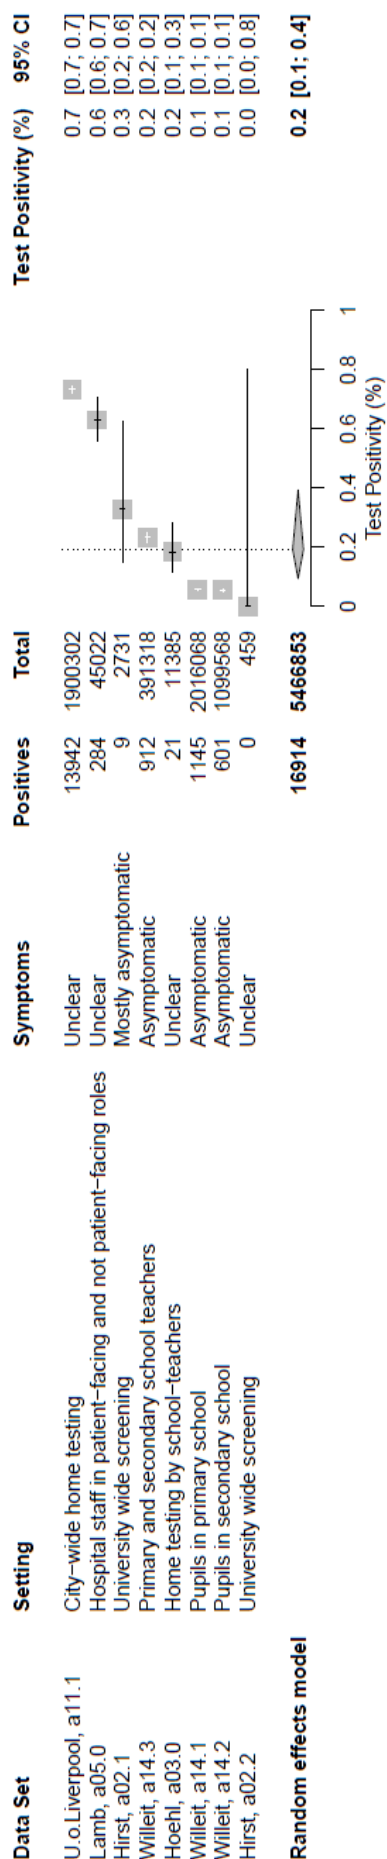 Data Set Setting Symptoms Positives Total Test Positivity (%) 95% CI
U.o.Liverpool, a11.1 City−wide home testing Unclear 13942 1900302 0.7 [0.7; 0.7]
Lamb, a05.0 Hospital staff in patient−facing and not patient−facing roles Unclear 284 45022 0.6 [0.6; 0.7]
Hirst, a02.1 University wide screening Mostly asymptomatic 9 2731 0.3 [0.2; 0.6]
Willeit, a14.3 Primary and secondary school teachers Asymptomatic 912 391318 0.2 [0.2; 0.2]
Hoehl, a03.0 Home testing by school−teachers Unclear 21 11385 0.2 [0.1; 0.3]
Willeit, a14.1 Pupils in primary school Asymptomatic 1145 2016068 0.1 [0.1; 0.1]
Willeit, a14.2 Pupils in secondary school Asymptomatic 601 1099568 0.1 [0.1; 0.1]
Hirst, a02.2 University wide screening Unclear 0 459 0.0 [0.0; 0.8]
Random effects model 16914 5466853 0.2 [0.1; 0.4]
0 0.2 0.4 0.6 0.8 1
Test Positivity (%)